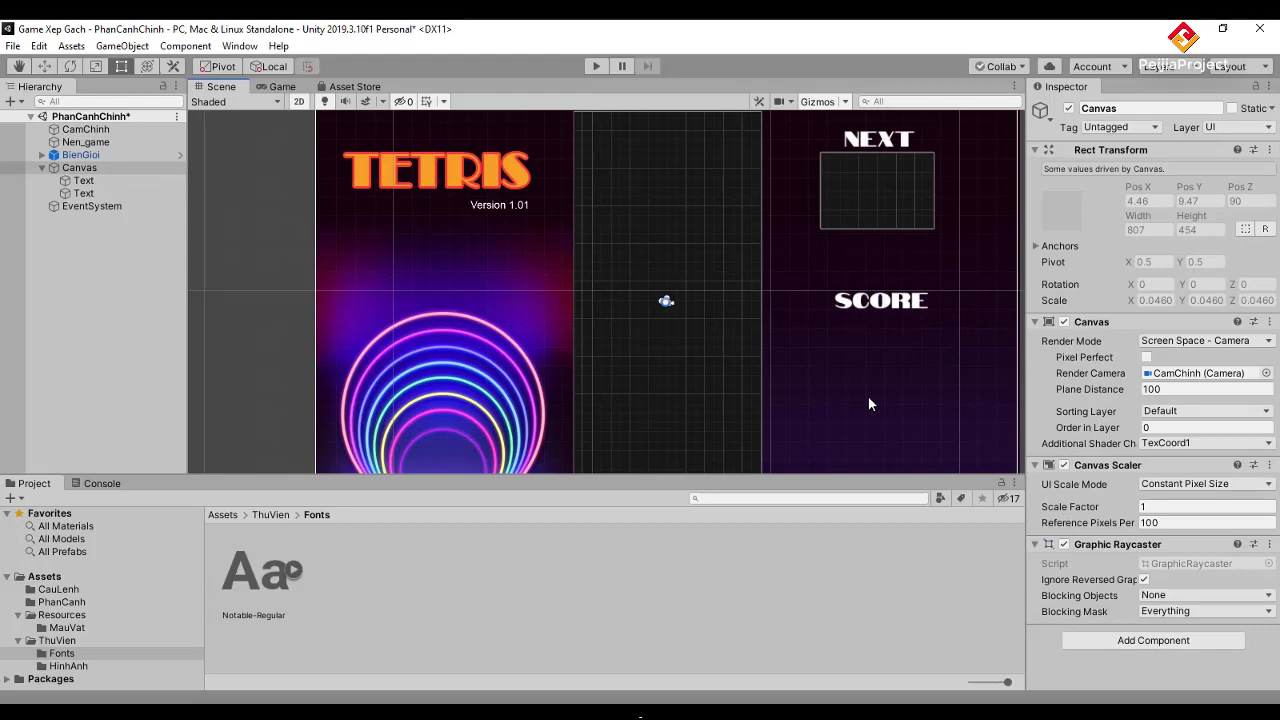 Game Xep Gach - PhanCanhChinh - PC, Mac & Linux Standalone - Unity 2019.3.10f1 Personal* <DX11>
File Edit Assets GameObject Component Window Help
Pivot Local Collab Account Layout
PeijiaProject
Hierarchy Scene Game Asset Store Inspector
All Shaded 2D 0 Gizmos All
PhanCanhChinh*
CamChinh
Nen_game
BienGioi
Canvas
Text
Text
EventSystem
TETRIS
Version 1.01
NEXT
SCORE
Canvas Static
Tag Untagged Layer UI
Rect Transform
Some values driven by Canvas.
Pos X Pos Y Pos Z
4.46 9.47 90
Width Height
807 454 R
Anchors
Pivot X 0.5 Y 0.5
Rotation X 0 Y 0 Z 0
Scale X 0.0460 Y 0.0460 Z 0.0460
Canvas
Render Mode Screen Space - Camera
Pixel Perfect
Render Camera CamChinh (Camera)
Plane Distance 100
Sorting Layer Default
Order in Layer 0
Additional Shader Ch TexCoord1
Canvas Scaler
UI Scale Mode Constant Pixel Size
Scale Factor 1
Reference Pixels Per 100
Graphic Raycaster
Script GraphicRaycaster
Ignore Reversed Grap
Blocking Objects None
Blocking Mask Everything
Add Component
Project Console
17
Favorites
All Materials
All Models
All Prefabs
Assets
CauLenh
PhanCanh
Resources
MauVat
ThuVien
Fonts
HinhAnh
Packages
Assets ThuVien Fonts
Aa
Notable-Regular